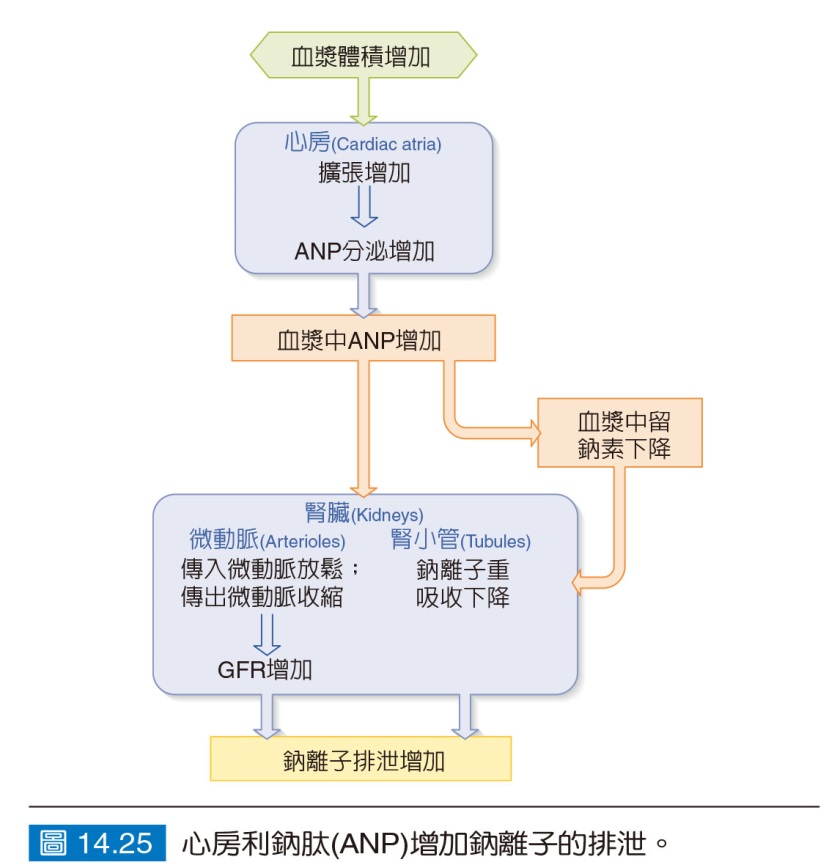 血漿體積增加
心房(Cardiac atria)
擴張增加
ANP分泌增加
血漿中ANP增加
血漿中留
鈉素下降
腎臟(Kidneys)
微動脈(Arterioles)
傳入微動脈放鬆；
傳出微動脈收縮
GFR增加
腎小管(Tubules)
鈉離子重
吸收下降
鈉離子排泄增加
圖 14.25 心房利鈉肽(ANP)增加鈉離子的排泄。